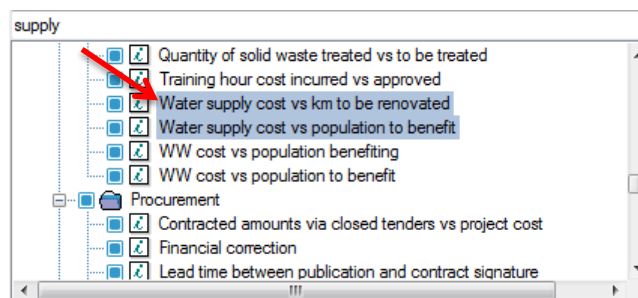 supply
Quantity of solid waste treated vs to be treated
Training hour cost incurred vs approved
Water supply cost vs km to be renovated
Water supply cost vs population to benefit
WW cost vs population benefiting
WW cost vs population to benefit
Procurement
Contracted amounts via closed tenders vs project cost
Financial correction
Lead time between publication and contract signature